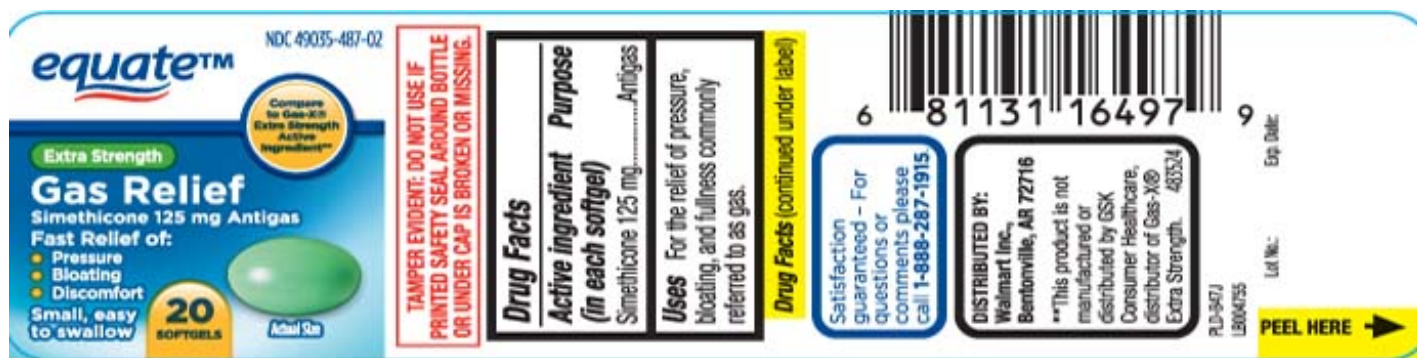 NDC 49035-487-02
equate™
Compare
to Gas-X®
Extra Strength
Active
Ingredient**
Extra Strength
Gas Relief
Simethicone 125 mg Antigas
Fast Relief of:
Pressure
Bloating
Discomfort
Small, easy
to swallow
20
SOFTGELS
Actual Size
TAMPER EVIDENT: DO NOT USE IF
PRINTED SAFETY SEAL AROUND BOTTLE
OR UNDER CAP IS BROKEN OR MISSING.
Drug Facts
Active ingredient Purpose
(in each softgel)
Simethicone 125 mg..............Antigas
Uses For the relief of pressure,
bloating, and fullness commonly
referred to as gas.
Drug Facts (continued under label)
6 81131 16497 9
Satisfaction
guaranteed – For
questions or
comments please
call 1-888-287-1915
DISTRIBUTED BY:
Walmart Inc.,
Bentonville, AR 72716
**This product is not
manufactured or
distributed by GSK
Consumer Healthcare,
distributor of Gas-X®
Extra Strength. 483524
PLD-947J
LB004755
Lot No.: Exp. Date:
PEEL HERE